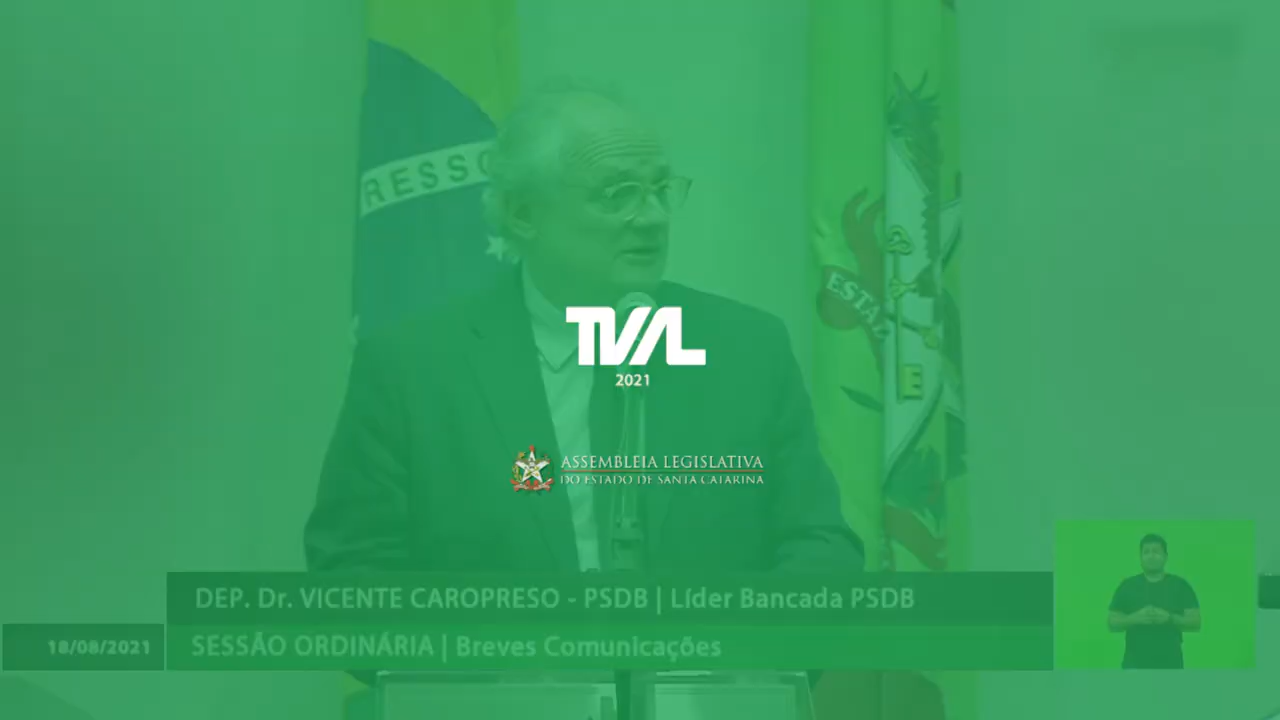 RESSO
ESTAD
E
TVAL
2021
ASSEMBLEIA LEGISLATIVA
DO ESTADO DE SANTA CATARINA
DEP. Dr. VICENTE CAROPRESO - PSDB | Líder Bancada PSDB
18/08/2021
SESSÃO ORDINÁRIA | Breves Comunicações